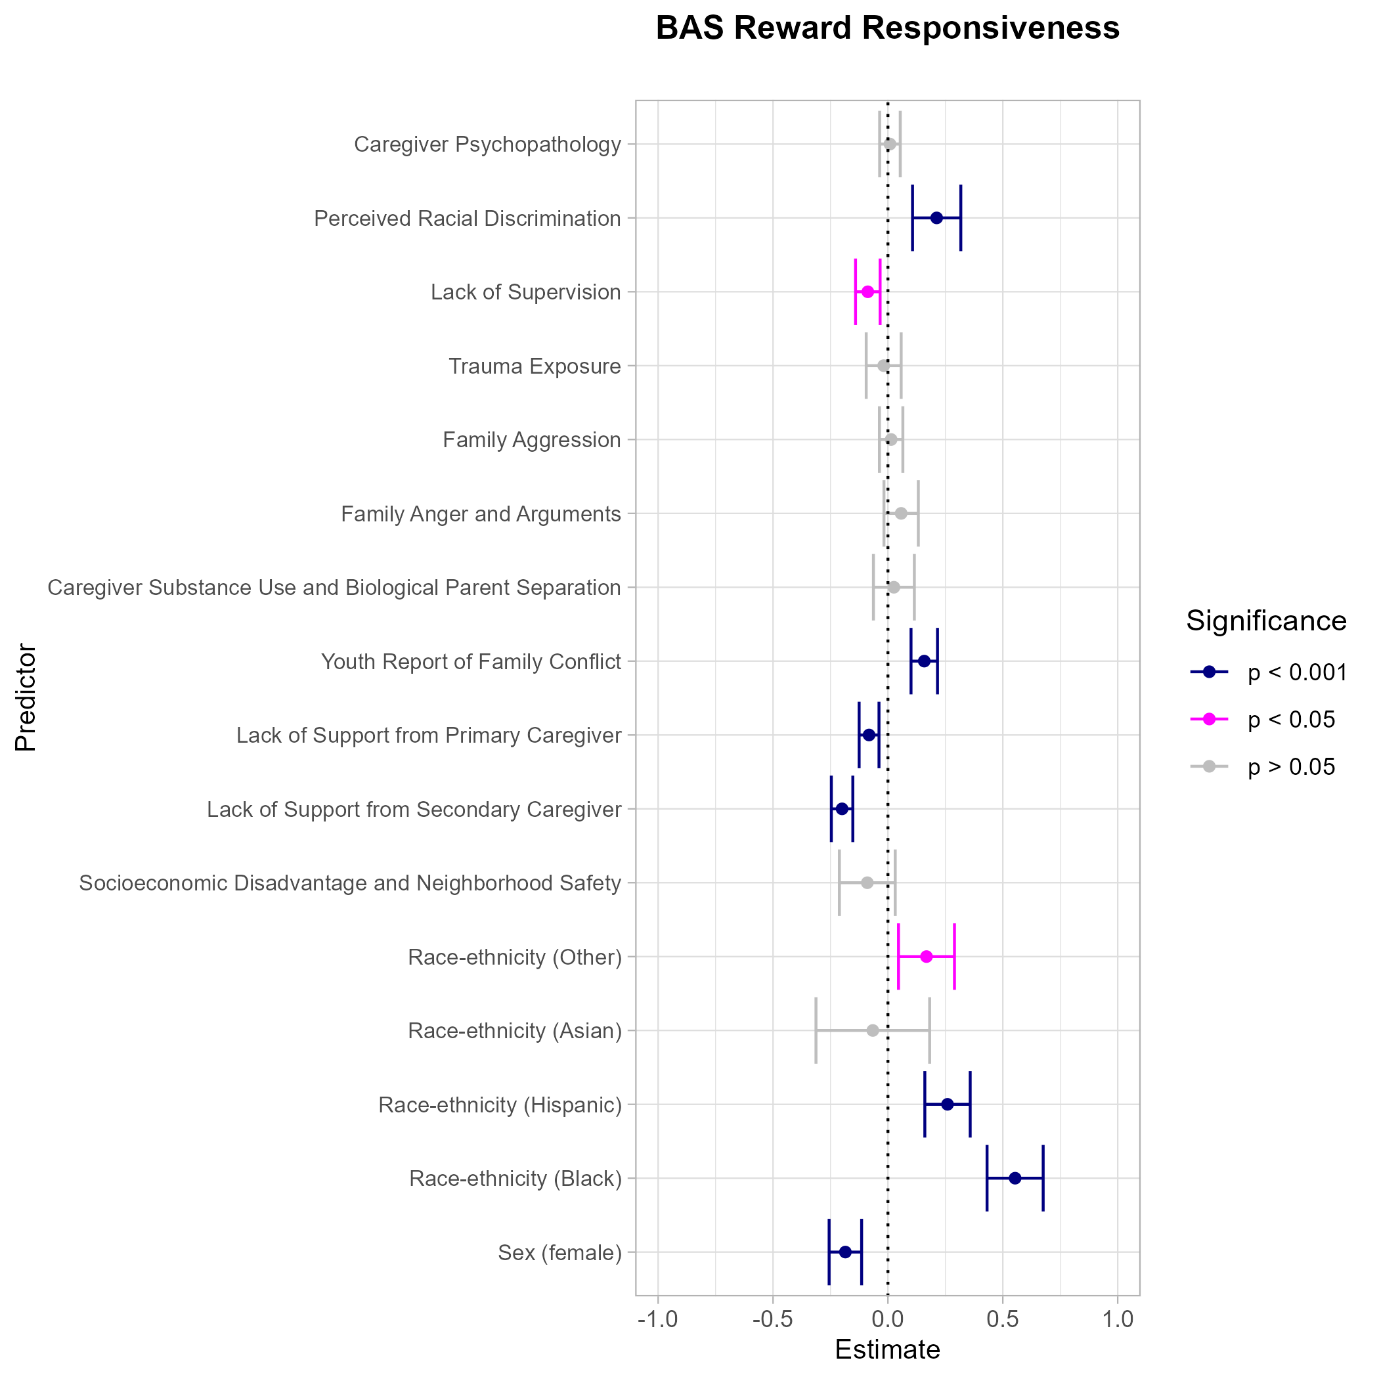 BAS Reward Responsiveness
Caregiver Psychopathology
Perceived Racial Discrimination
Lack of Supervision
Trauma Exposure
Family Aggression
Family Anger and Arguments
Caregiver Substance Use and Biological Parent Separation
Youth Report of Family Conflict
Lack of Support from Primary Caregiver
Lack of Support from Secondary Caregiver
Socioeconomic Disadvantage and Neighborhood Safety
Race-ethnicity (Other)
Race-ethnicity (Asian)
Race-ethnicity (Hispanic)
Race-ethnicity (Black)
Sex (female)
Predictor
-1.0 -0.5 0.0 0.5 1.0
Estimate
Significance
p < 0.001
p < 0.05
p > 0.05